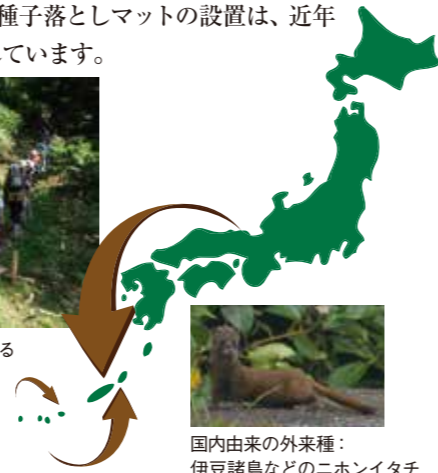 種子落としマットの設置は、近年
ています。
る
国内由来の外来種：
伊豆諸島などのニホンイタチ